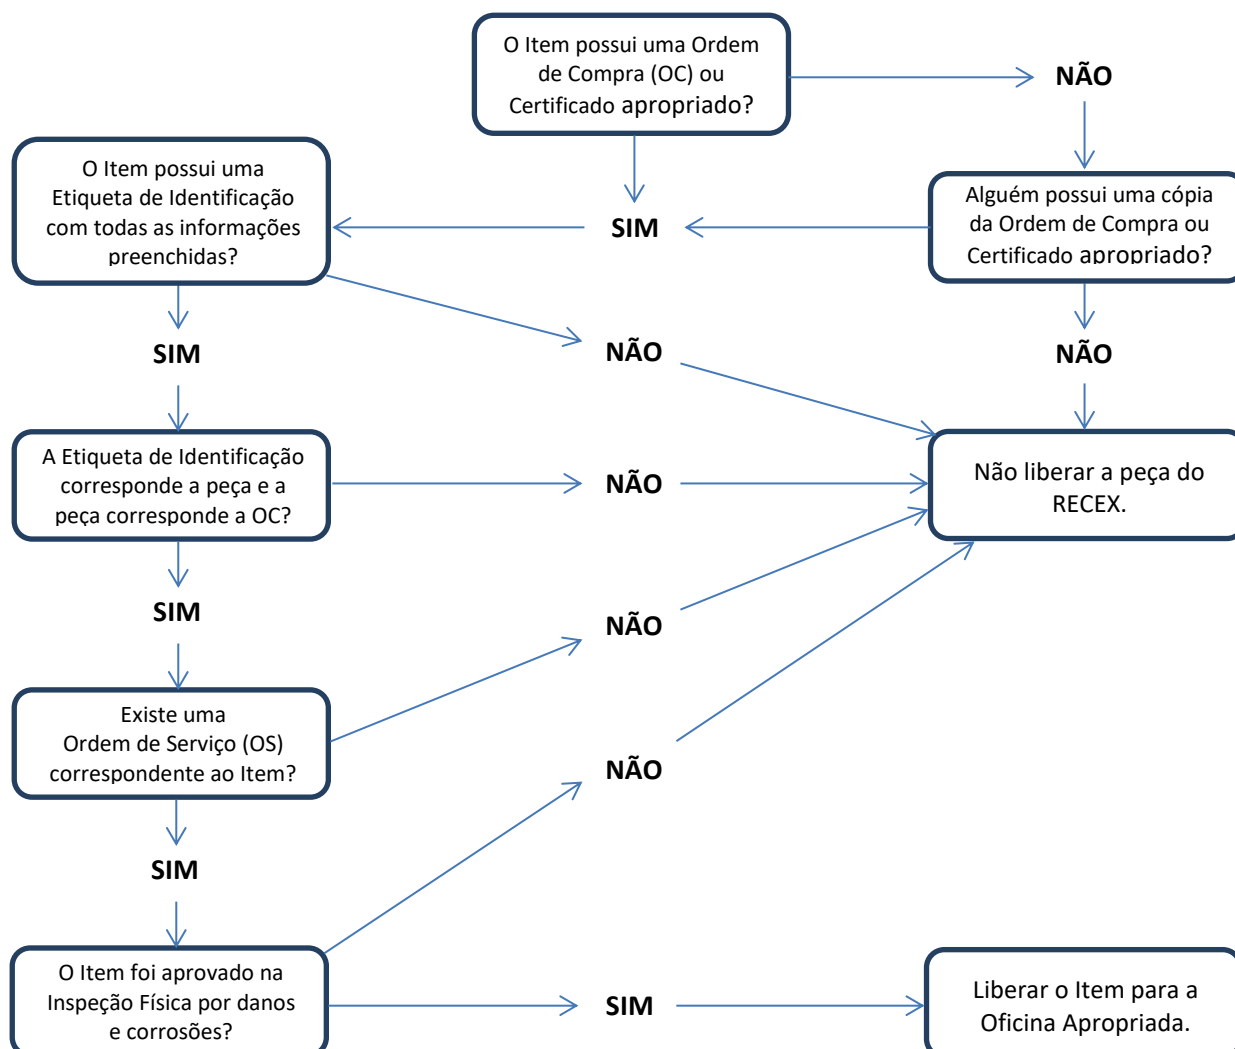 O Item possui uma Ordem
de Compra (OC) ou
Certificado apropriado?
NÃO
SIM
Alguém possui uma cópia
da Ordem de Compra ou
Certificado apropriado?
NÃO
O Item possui uma
Etiqueta de Identificação
com todas as informações
preenchidas?
NÃO
SIM
A Etiqueta de Identificação
corresponde a peça e a
peça corresponde a OC?
NÃO
Não liberar a peça do
RECEX.
SIM
Existe uma
Ordem de Serviço (OS)
correspondente ao Item?
NÃO
SIM
O Item foi aprovado na
Inspeção Física por danos
e corrosões?
NÃO
SIM
Liberar o Item para a
Oficina Apropriada.